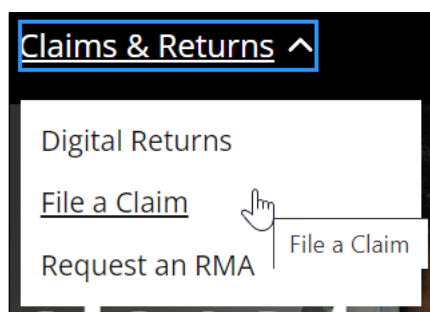 Claims & Returns
Digital Returns
File a Claim
File a Claim
Request an RMA